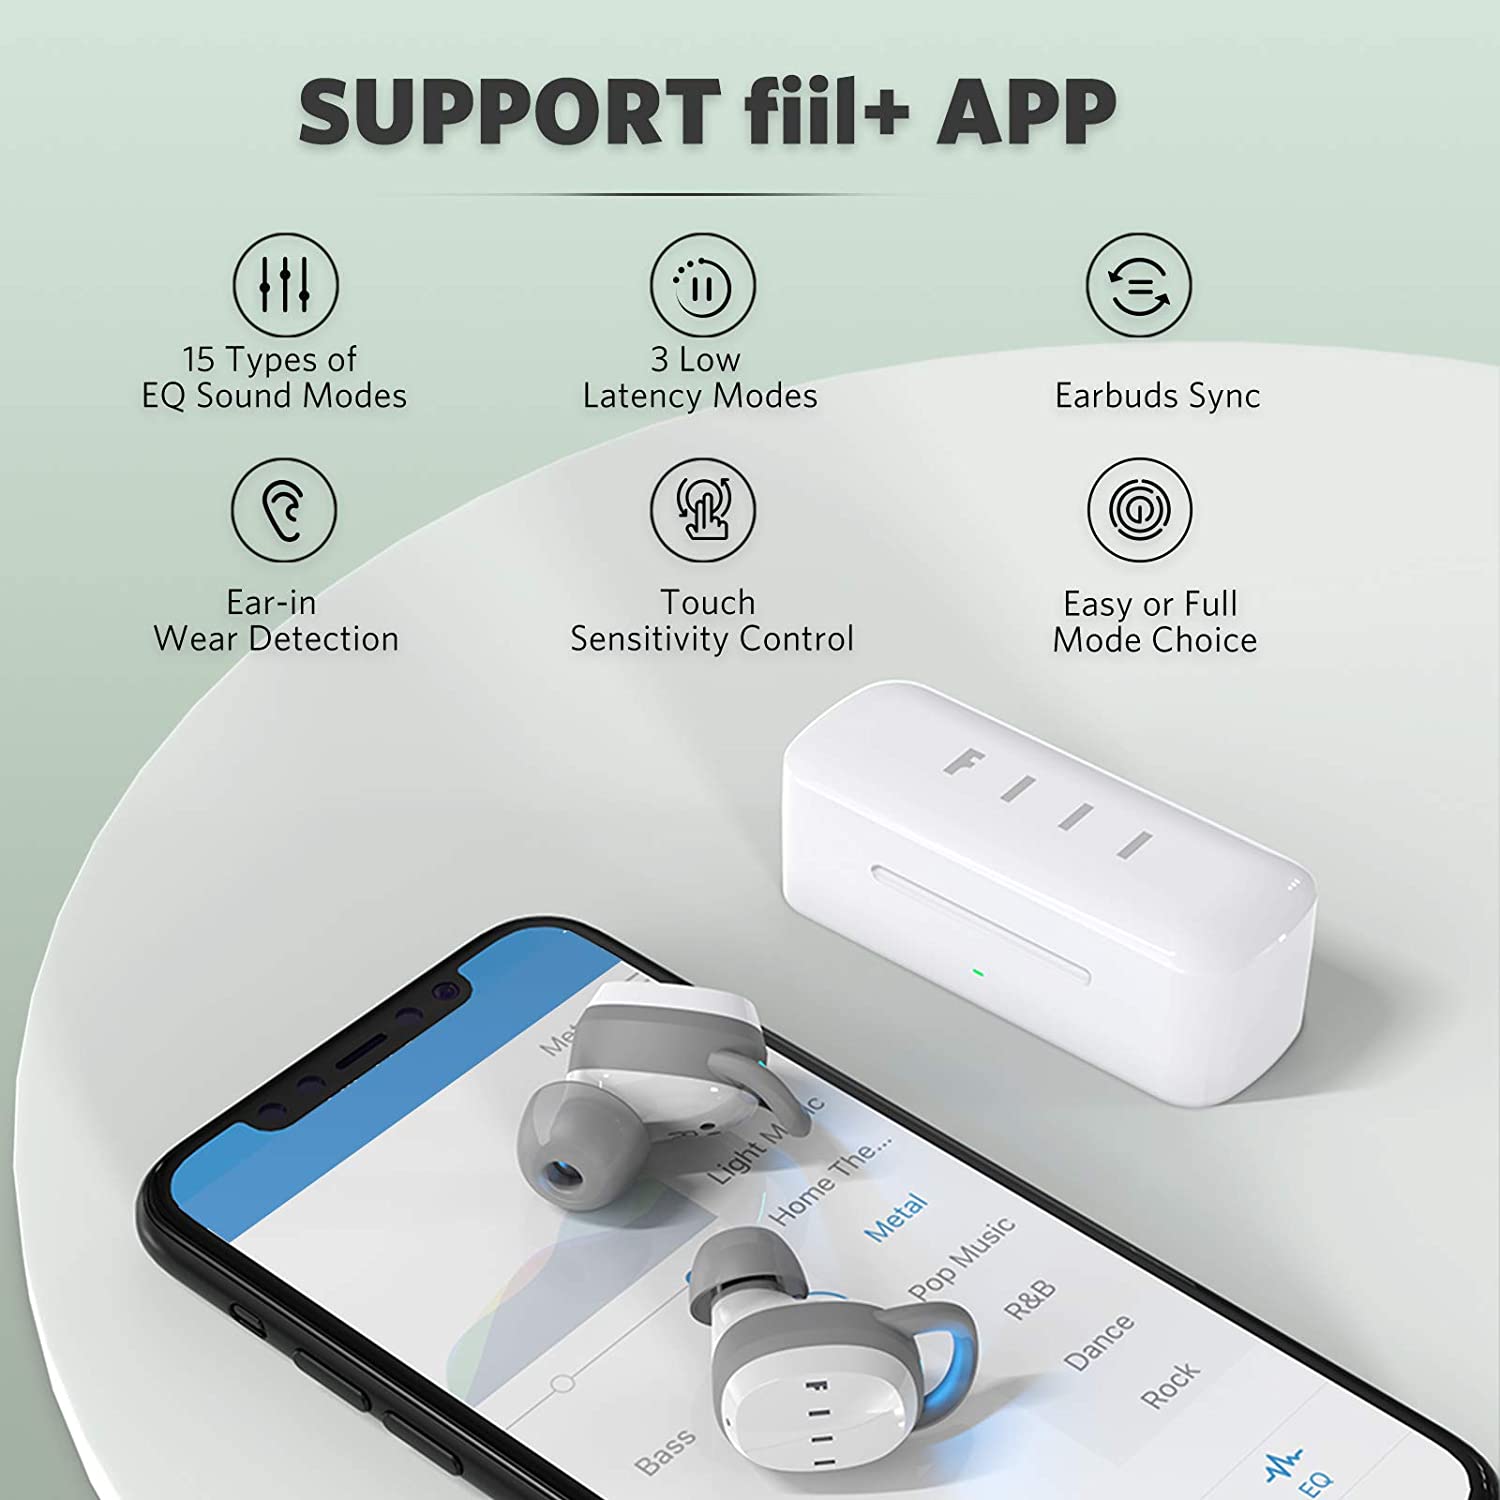 SUPPORT fiil+ APP
15 Types of
EQ Sound Modes
3 Low
Latency Modes
Earbuds Sync
Ear-in
Wear Detection
Touch
Sensitivity Control
Easy or Full
Mode Choice
FIIL
Light Music
Home The...
Metal
Pop Music
R&B
Dance
Rock
Bass
FIIL
EQ